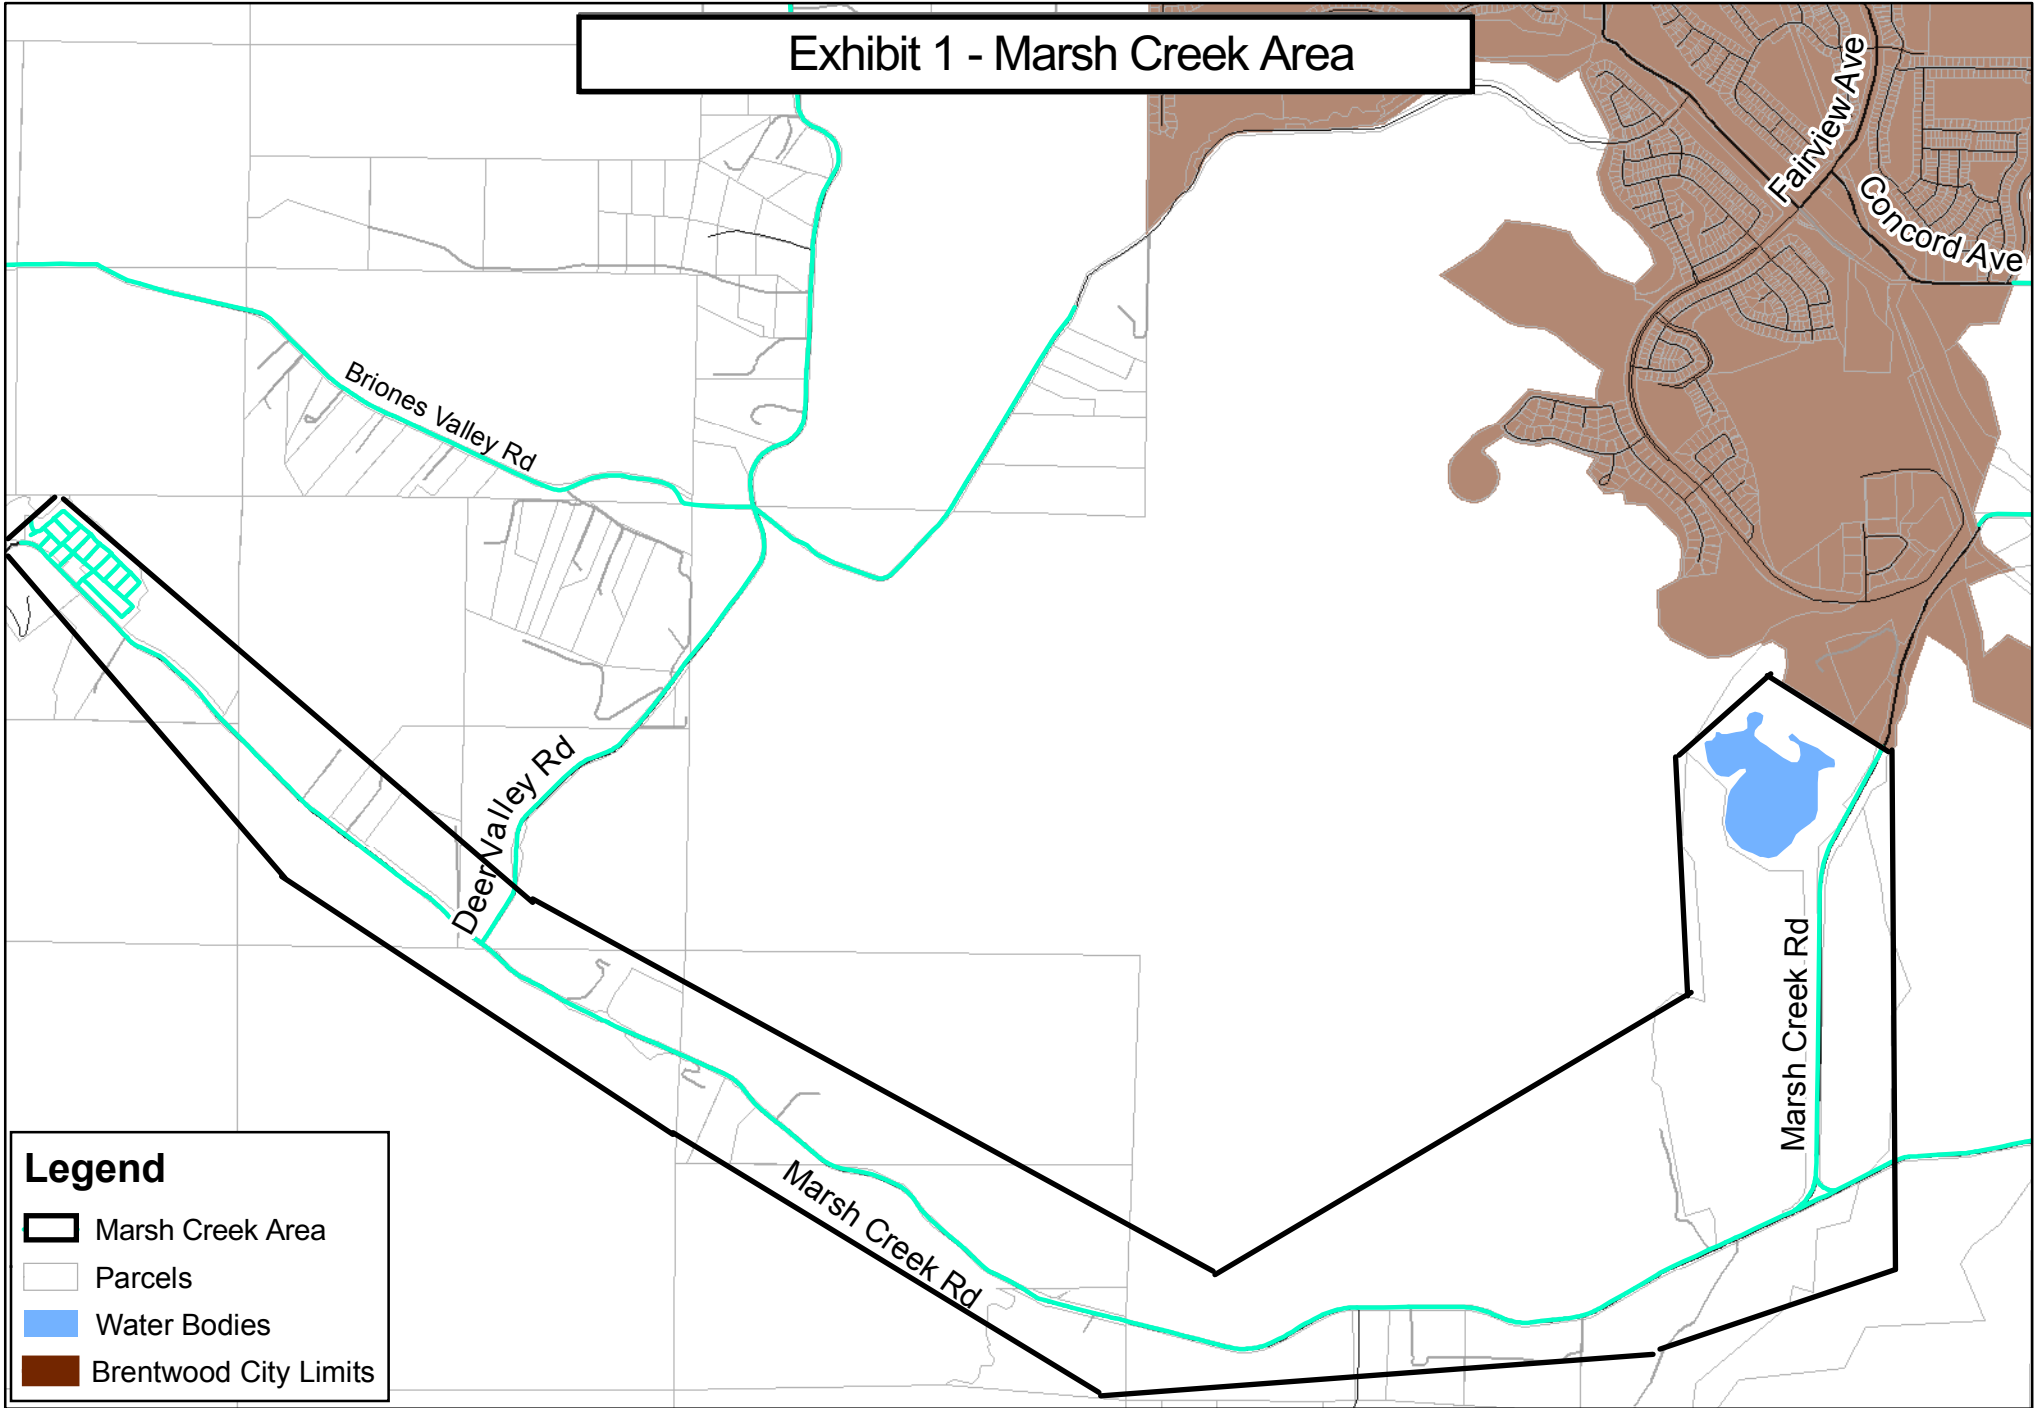 Exhibit 1 - Marsh Creek Area
Fairview Ave
Concord Ave
Briones Valley Rd
Deer Valley Rd
Marsh Creek Rd
Marsh Creek Rd
Legend
Marsh Creek Area
Parcels
Water Bodies
Brentwood City Limits